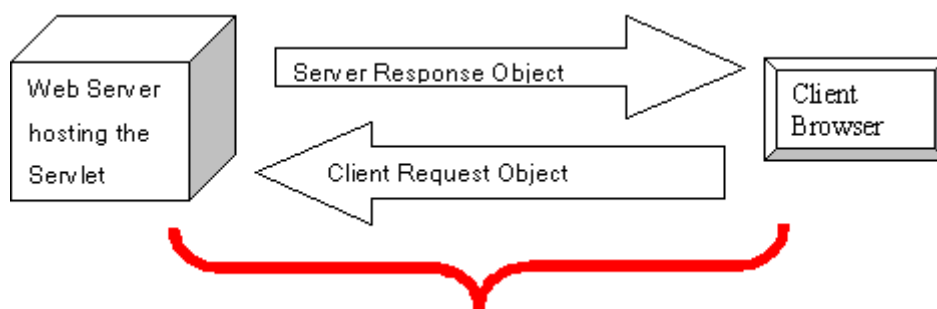 Web Server
hosting the
Servlet
Server Response Object
Client Request Object
Client
Browser